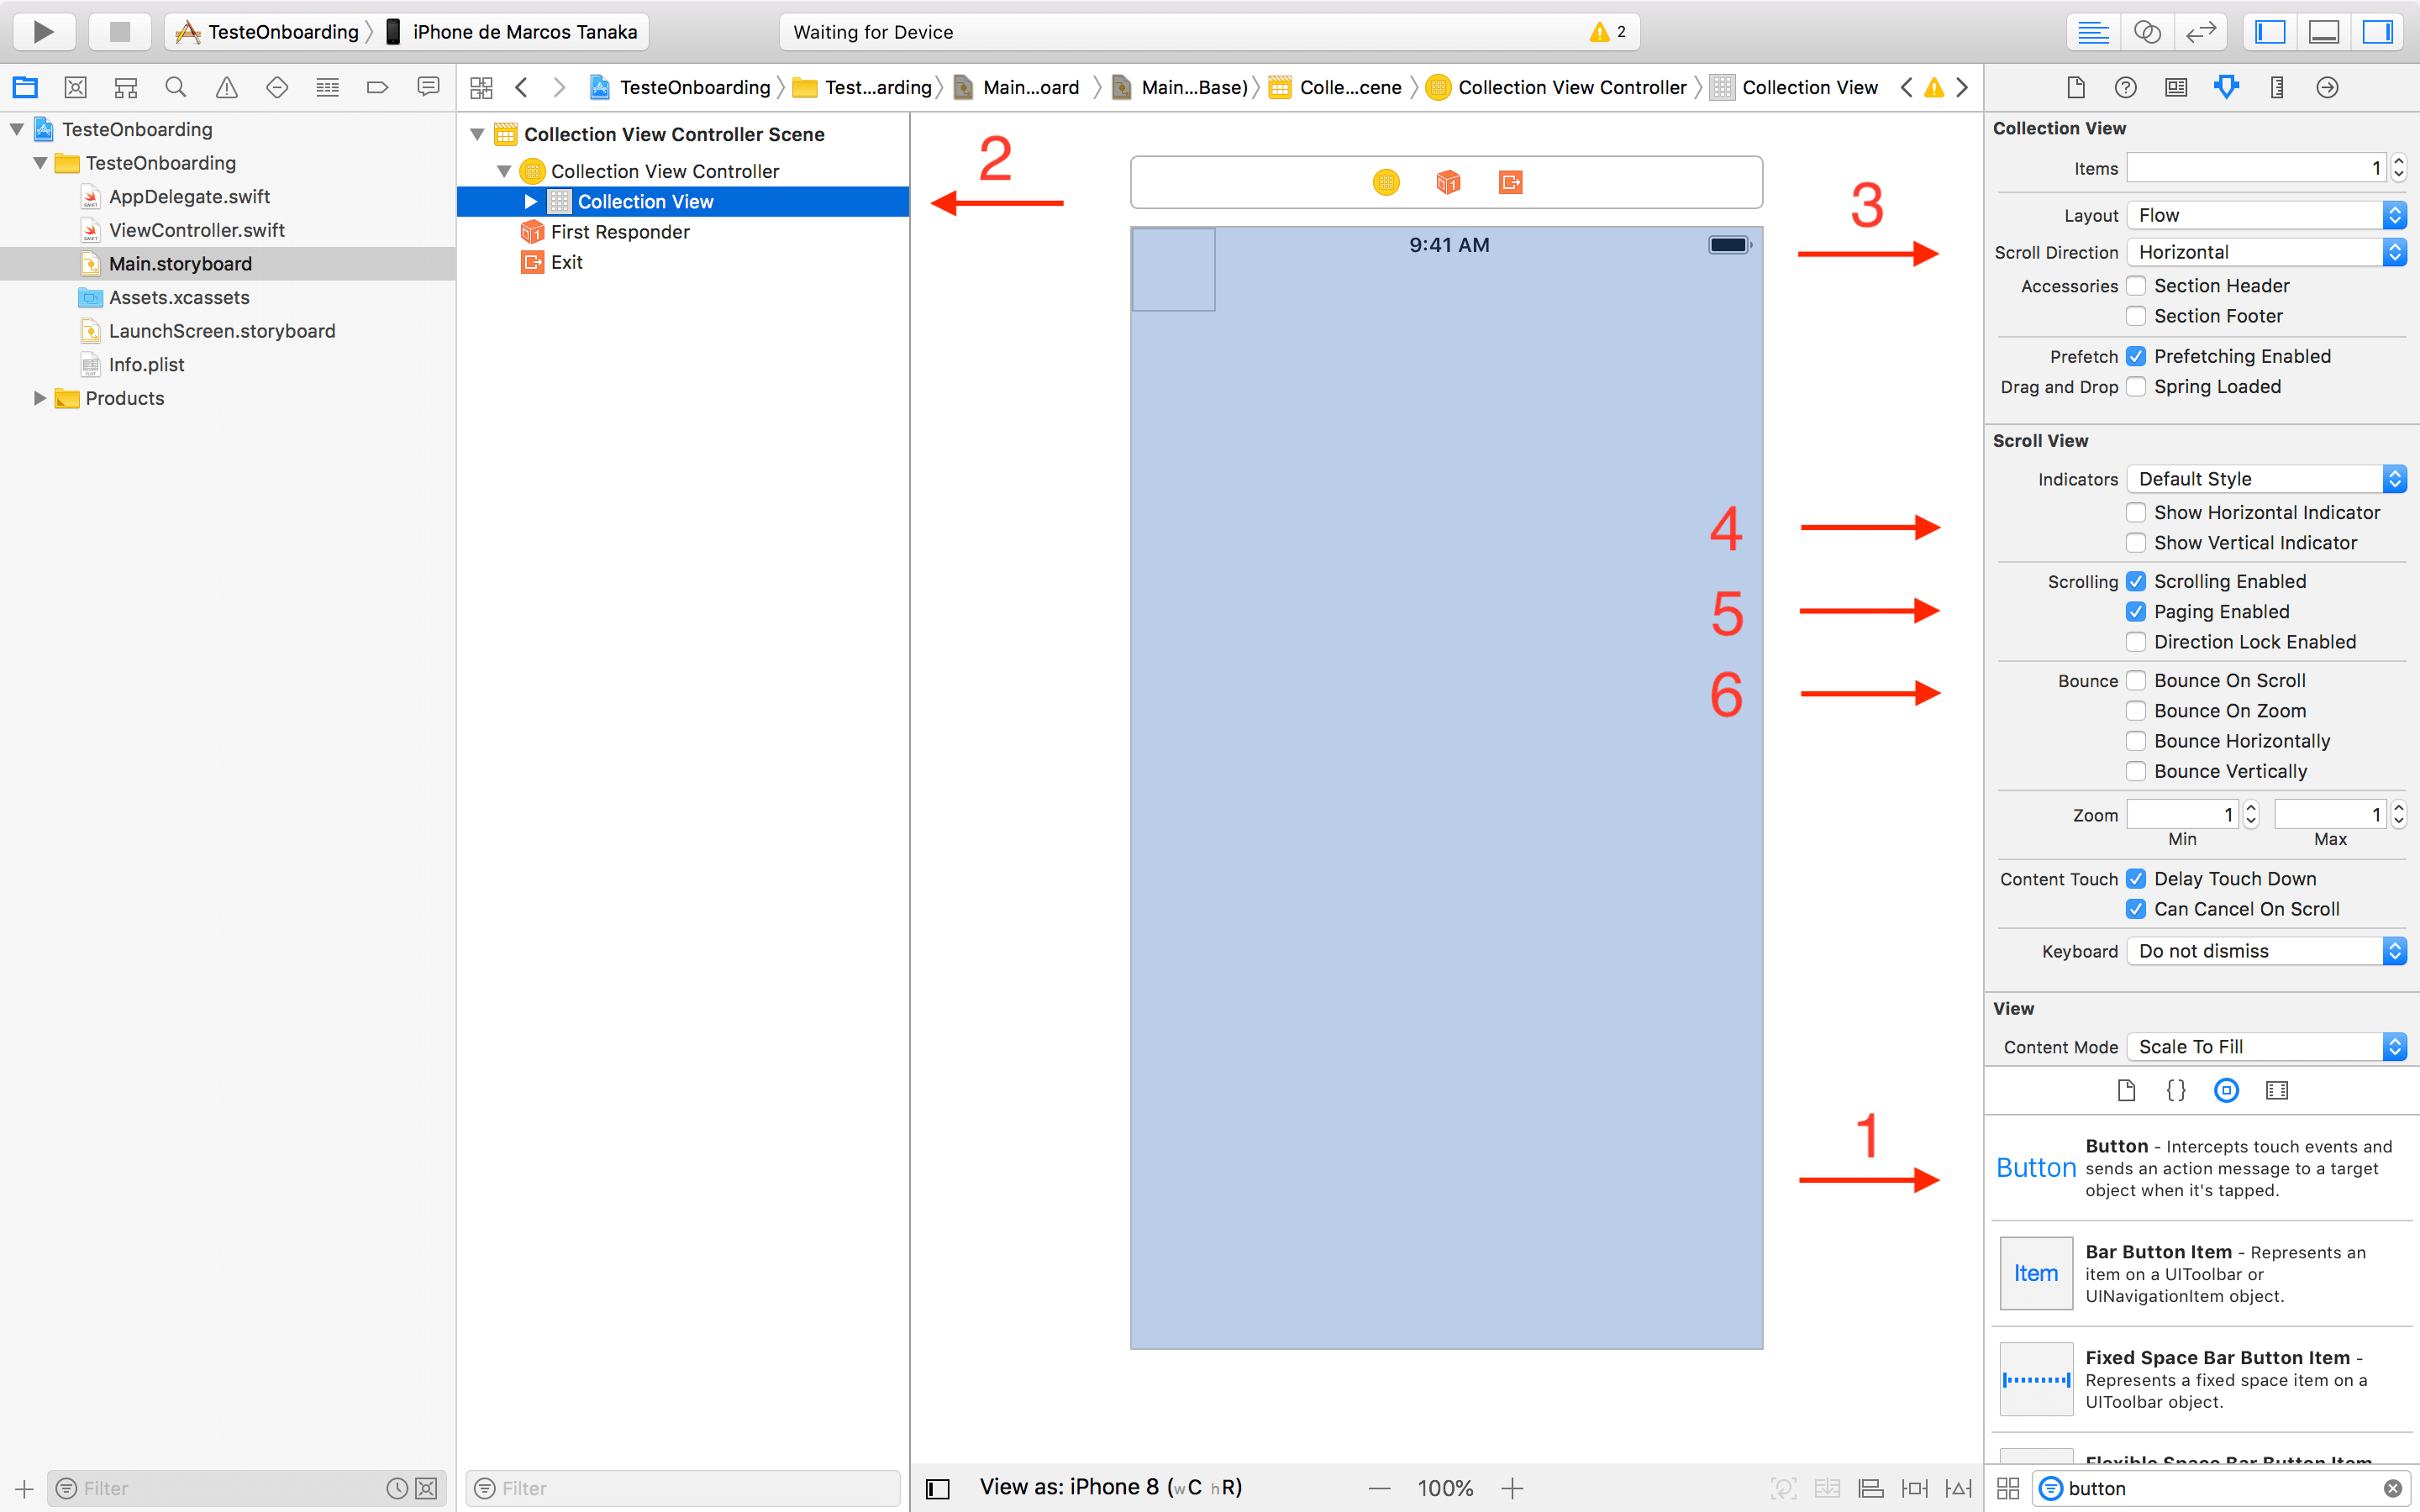 TesteOnboarding
iPhone de Marcos Tanaka
Waiting for Device
2
TesteOnboarding
Test...arding
Main...oard
Main...Base)
Colle...cene
Collection View Controller
Collection View
TesteOnboarding
TesteOnboarding
AppDelegate.swift
ViewController.swift
Main.storyboard
Assets.xcassets
LaunchScreen.storyboard
Info.plist
Products
Filter
Collection View Controller Scene
Collection View Controller
Collection View
First Responder
Exit
Filter
2
9:41 AM
3
4
5
6
1
View as: iPhone 8 (wC hR)
100%
Collection View
Items 1
Layout Flow
Scroll Direction Horizontal
Accessories Section Header
Section Footer
Prefetch Prefetching Enabled
Drag and Drop Spring Loaded
Scroll View
Indicators Default Style
Show Horizontal Indicator
Show Vertical Indicator
Scrolling Scrolling Enabled
Paging Enabled
Direction Lock Enabled
Bounce Bounce On Scroll
Bounce On Zoom
Bounce Horizontally
Bounce Vertically
Zoom 1 1
Min Max
Content Touch Delay Touch Down
Can Cancel On Scroll
Keyboard Do not dismiss
View
Content Mode Scale To Fill
{}
Button
Button - Intercepts touch events and
sends an action message to a target
object when it's tapped.
Item
Bar Button Item - Represents an
item on a UIToolbar or
UINavigationItem object.
Fixed Space Bar Button Item -
Represents a fixed space item on a
UIToolbar object.
Flexible Space Bar Button Item
button